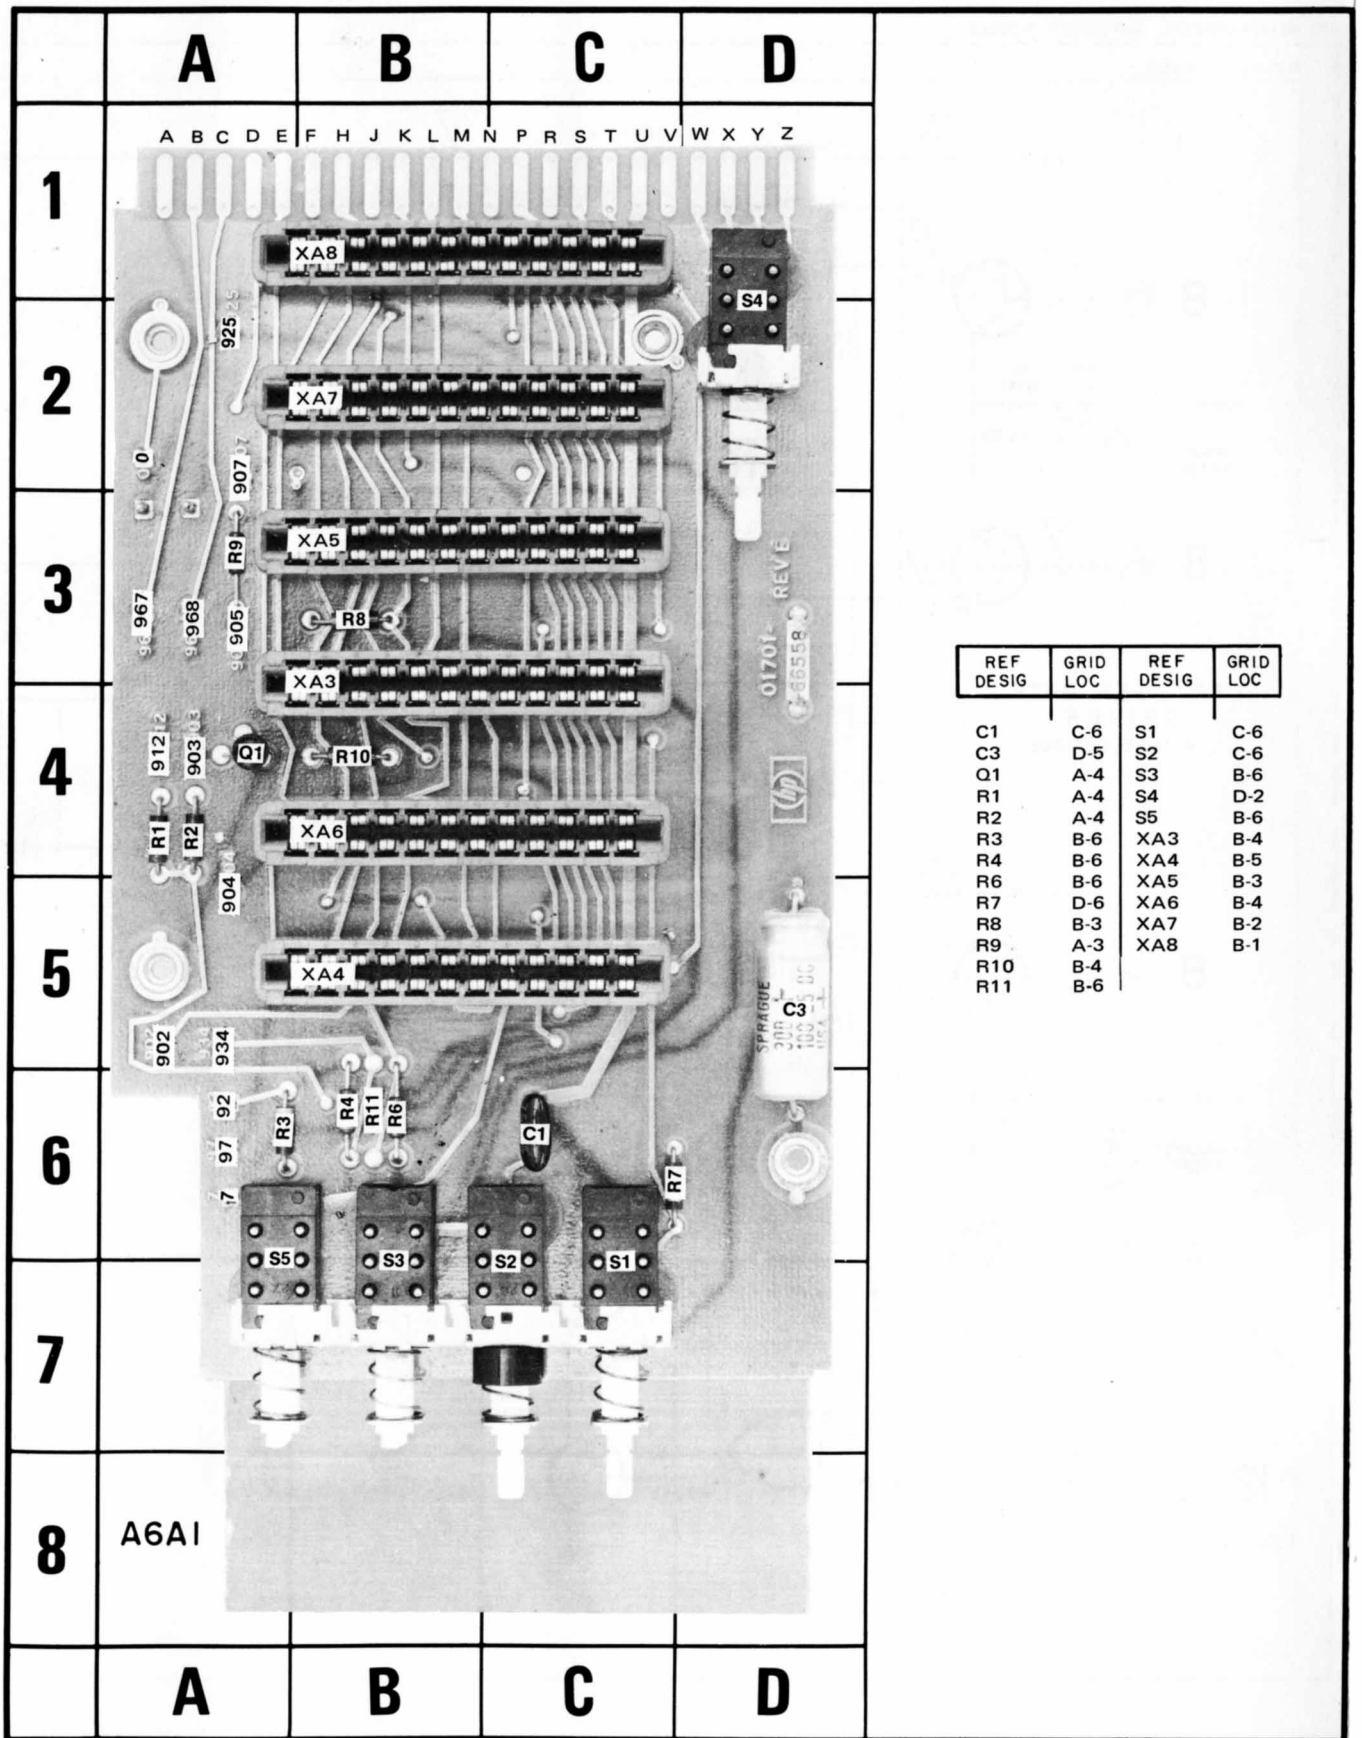 A B C D
A B C D E F H J K L M N P R S T U V W X Y Z
1
XA8
S4
925
2
XA7
0
907
XA5
R9
3
967
968
905
R8
REV E
01701-
66558
XA3
REF DESIG GRID LOC REF DESIG GRID LOC
C1 C-6 S1 C-6
C3 D-5 S2 C-6
Q1 A-4 S3 B-6
R1 A-4 S4 D-2
R2 A-4 S5 B-6
R3 B-6 XA3 B-4
R4 B-6 XA4 B-5
R6 B-6 XA5 B-3
R7 D-6 XA6 B-4
R8 B-3 XA7 B-2
R9 A-3 XA8 B-1
R10 B-4
R11 B-6
4
912
903
Q1
R10
hp
R1
R2
XA6
904
5
XA4
SPRAGUE
C3
902
934
92
R3
R4
R11
R6
C1
6
97
R7
7
S5
S3
S2
S1
7
8
A6A1
A B C D